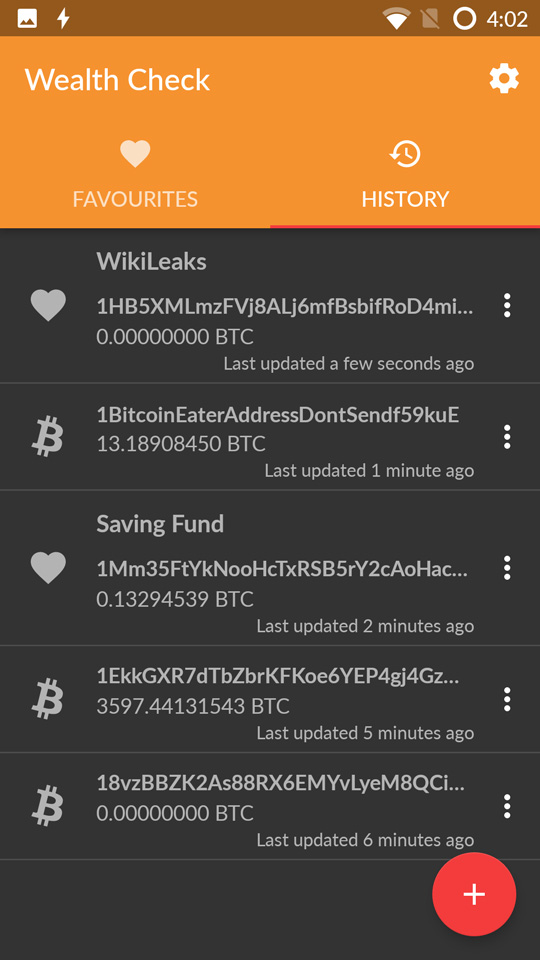 4:02
Wealth Check
FAVOURITES
HISTORY
WikiLeaks
1HB5XMLmzFVj8ALj6mfBsbifRoD4mi...
0.00000000 BTC
Last updated a few seconds ago
1BitcoinEaterAddressDontSendf59kuE
13.18908450 BTC
Last updated 1 minute ago
Saving Fund
1Mm35FtYkNooHcTxRSB5rY2cAoHac...
0.13294539 BTC
Last updated 2 minutes ago
1EkkGXR7dTbZbrKFKoe6YEP4gj4Gz...
3597.44131543 BTC
Last updated 5 minutes ago
18vzBBZK2As88RX6EMYvLyeM8QCi...
0.00000000 BTC
Last updated 6 minutes ago